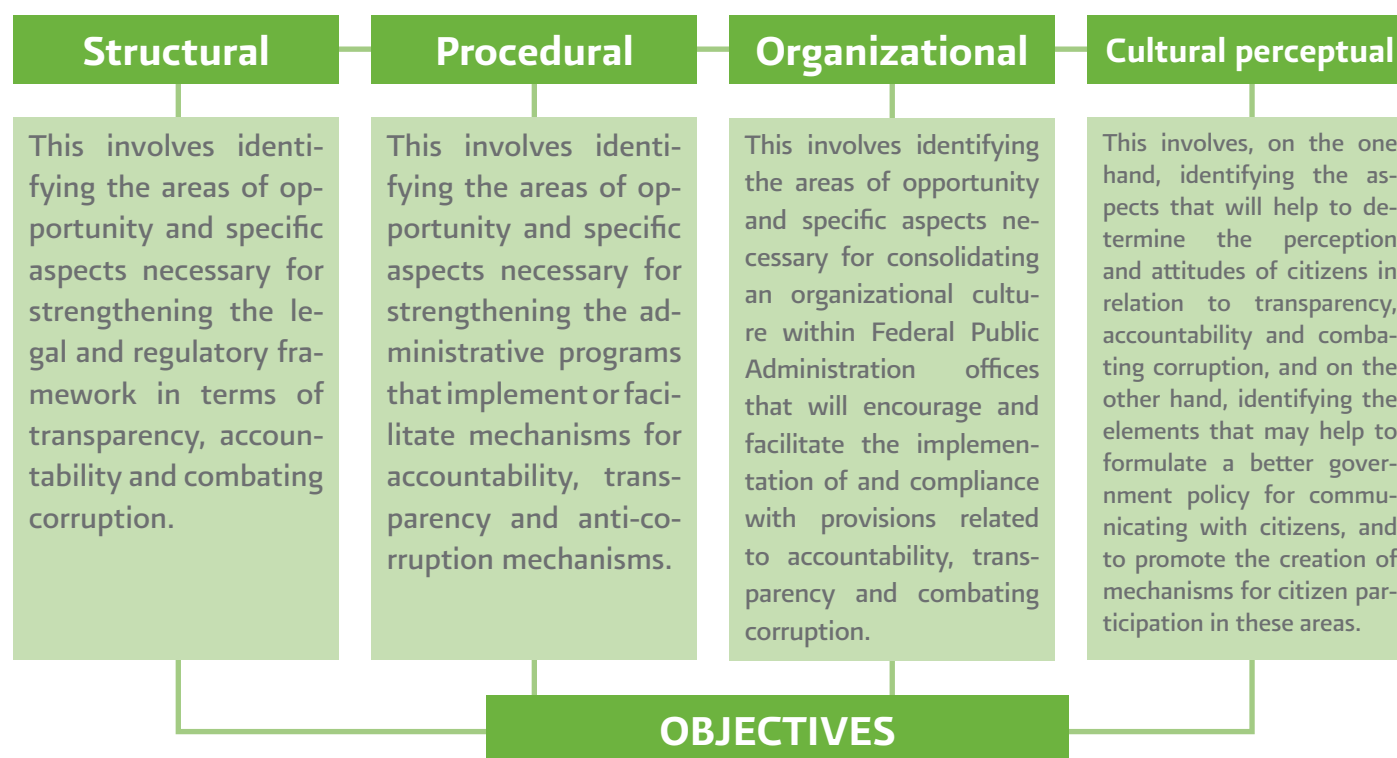 Structural
Procedural
Organizational
Cultural perceptual
This involves identi-
fying the areas of op-
portunity and specific
aspects necessary for
strengthening the le-
gal and regulatory fra-
mework in terms of
transparency, accoun-
tability and combating
corruption.
This involves identi-
fying the areas of op-
portunity and specific
aspects necessary for
strengthening the ad-
ministrative programs
that implement or faci-
litate mechanisms for
accountability, trans-
parency and anti-co-
rruption mechanisms.
This involves identifying
the areas of opportunity
and specific aspects ne-
cessary for consolidating
an organizational cultu-
re within Federal Public
Administration offices
that will encourage and
facilitate the implemen-
tation of and compliance
with provisions related
to accountability, trans-
parency and combating
corruption.
This involves, on the one
hand, identifying the as-
pects that will help to de-
termine the perception
and attitudes of citizens in
relation to transparency,
accountability and comba-
ting corruption, and on the
other hand, identifying the
elements that may help to
formulate a better gover-
nment policy for commu-
nicating with citizens, and
to promote the creation of
mechanisms for citizen par-
ticipation in these areas.
OBJECTIVES